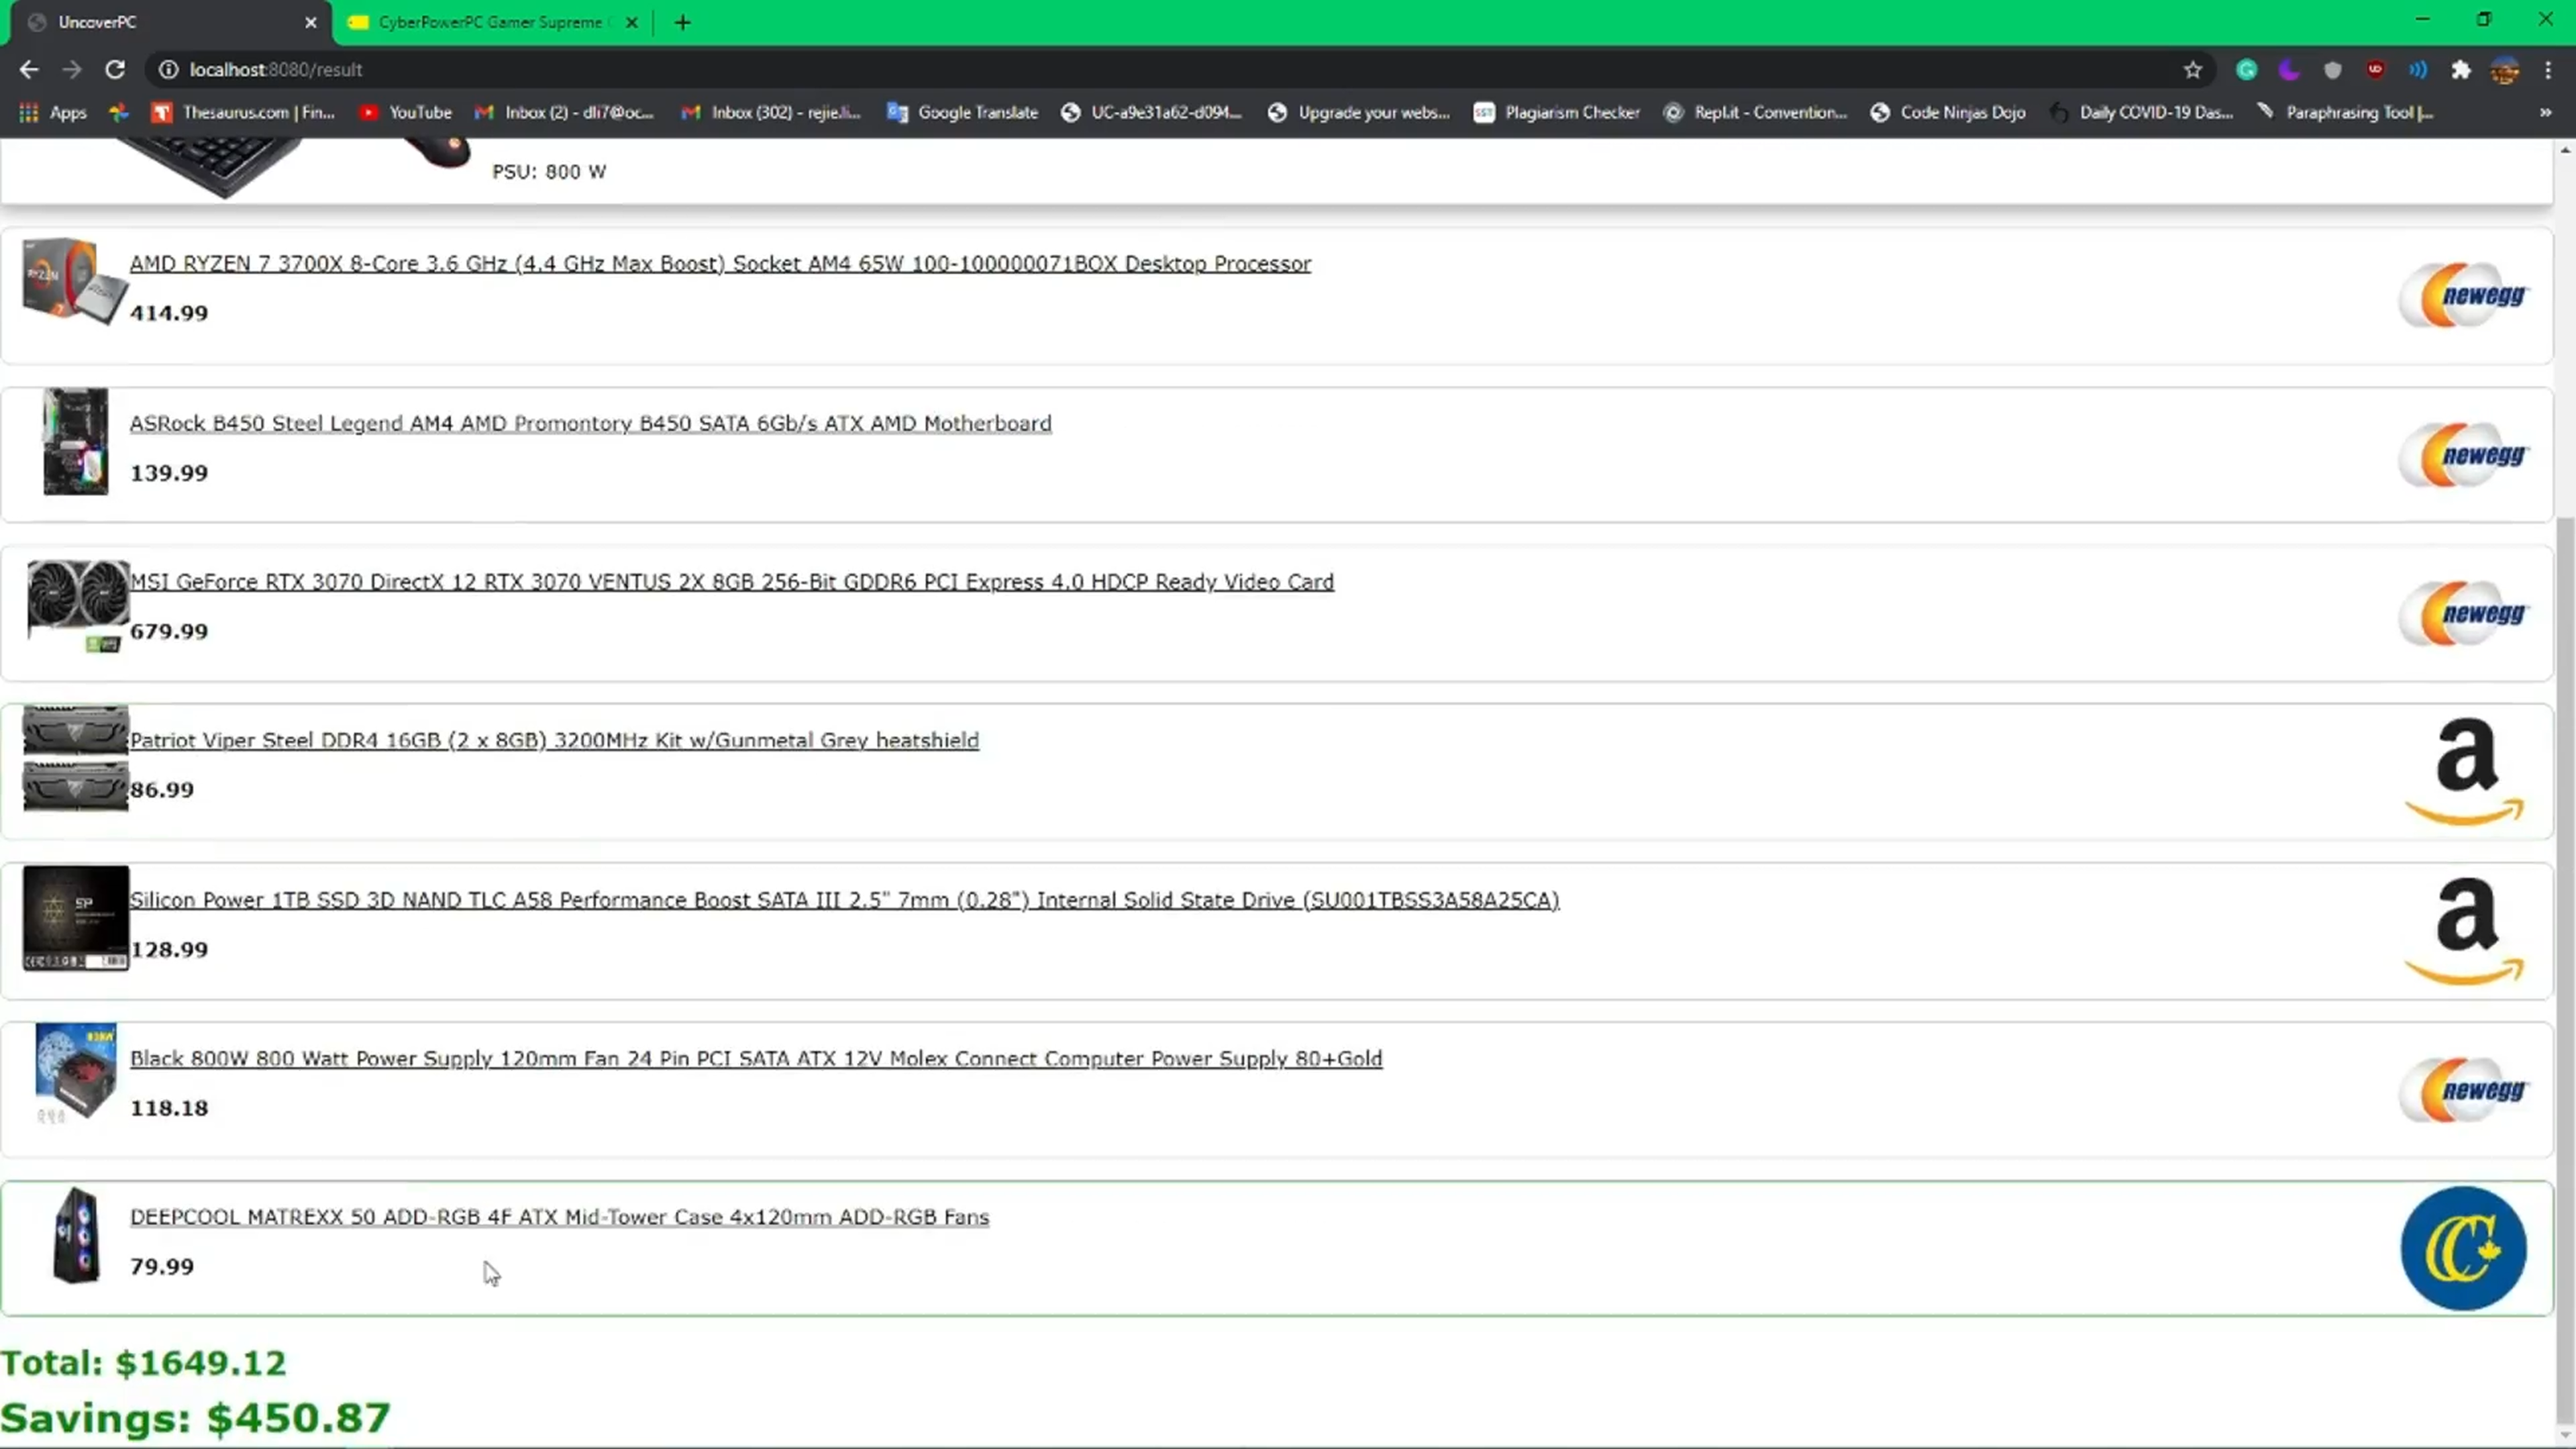 UncoverPC
CyberPowerPC Gamer Supreme
localhost:8080/result
Apps
Thesaurus.com | Fin...
YouTube
Inbox (2) - dli7@oc...
Inbox (302) - rejie.li...
Google Translate
UC-a9e31a62-d094...
Upgrade your webs...
Plagiarism Checker
Repl.it - Convention...
Code Ninjas Dojo
Daily COVID-19 Das...
Paraphrasing Tool |...
PSU: 800 W
AMD RYZEN 7 3700X 8-Core 3.6 GHz (4.4 GHz Max Boost) Socket AM4 65W 100-100000071BOX Desktop Processor
414.99
newegg
ASRock B450 Steel Legend AM4 AMD Promontory B450 SATA 6Gb/s ATX AMD Motherboard
139.99
newegg
MSI GeForce RTX 3070 DirectX 12 RTX 3070 VENTUS 2X 8GB 256-Bit GDDR6 PCI Express 4.0 HDCP Ready Video Card
679.99
newegg
Patriot Viper Steel DDR4 16GB (2 x 8GB) 3200MHz Kit w/Gunmetal Grey heatshield
86.99
a
Silicon Power 1TB SSD 3D NAND TLC A58 Performance Boost SATA III 2.5" 7mm (0.28") Internal Solid State Drive (SU001TBSS3A58A25CA)
128.99
a
Black 800W 800 Watt Power Supply 120mm Fan 24 Pin PCI SATA ATX 12V Molex Connect Computer Power Supply 80+Gold
118.18
newegg
DEEPCOOL MATREXX 50 ADD-RGB 4F ATX Mid-Tower Case 4x120mm ADD-RGB Fans
79.99
Total: $1649.12
Savings: $450.87